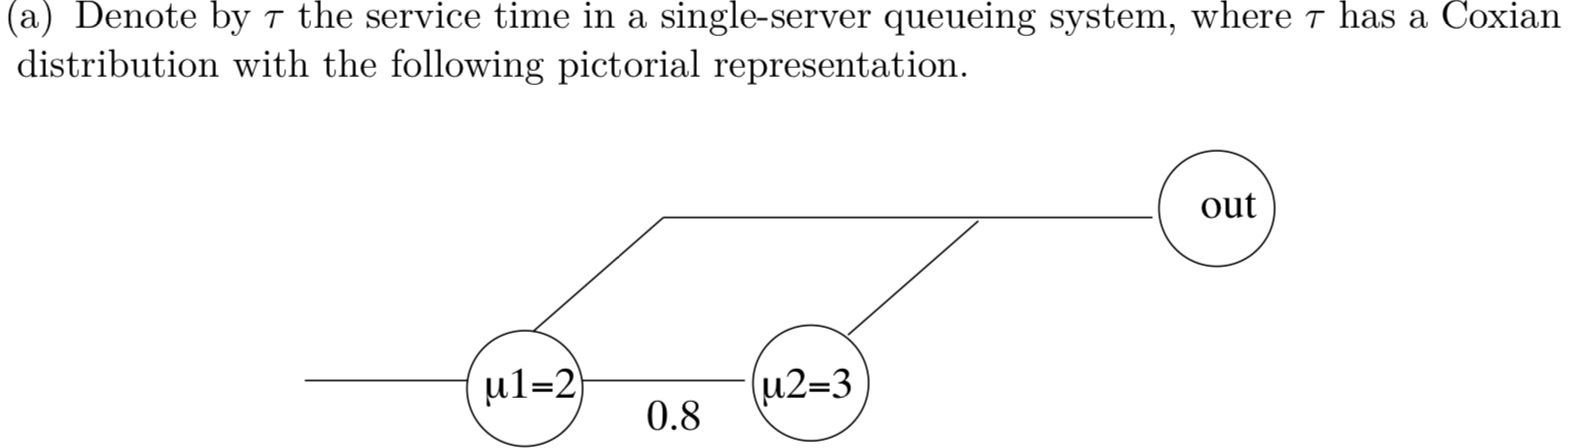 (a) Denote by τ the service time in a single-server queueing system, where τ has a Coxian
distribution with the following pictorial representation.
out
μ1=2
μ2=3
0.8